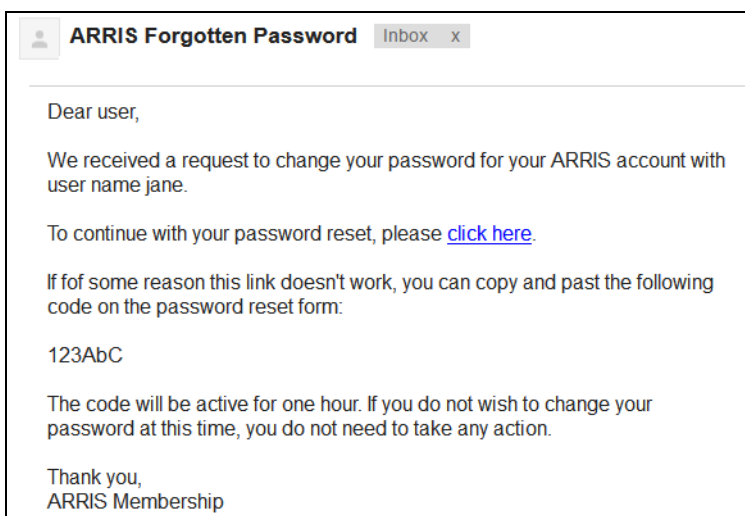 ARRIS Forgotten Password Inbox x
Dear user,
We received a request to change your password for your ARRIS account with
user name jane.
To continue with your password reset, please click here.
If fof some reason this link doesn't work, you can copy and past the following
code on the password reset form:
123AbC
The code will be active for one hour. If you do not wish to change your
password at this time, you do not need to take any action.
Thank you,
ARRIS Membership